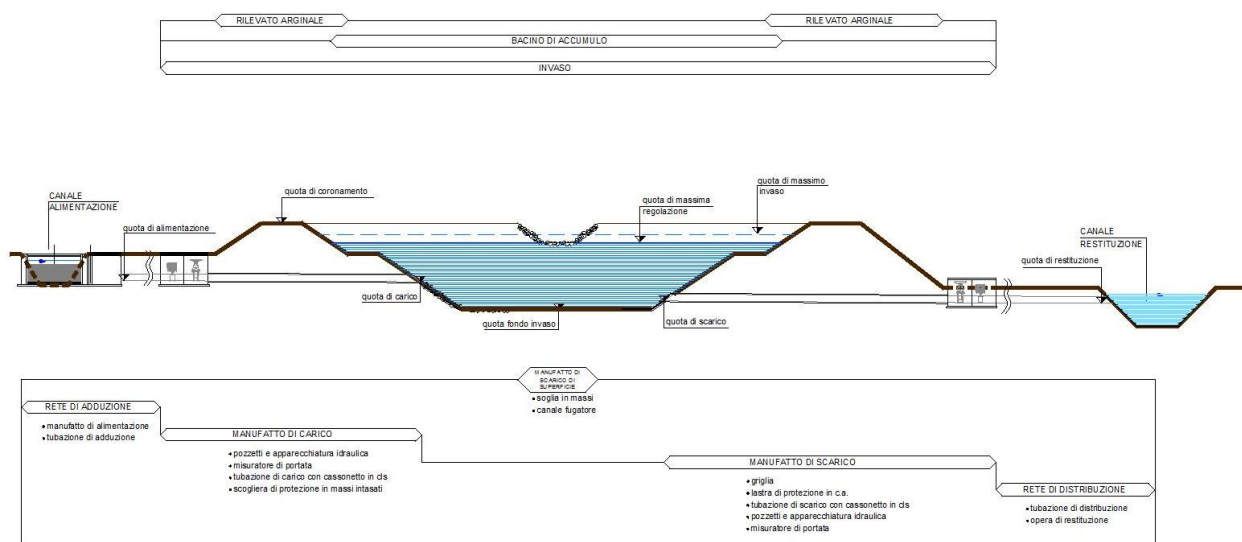 RILEVATO ARGINALE
RILEVATO ARGINALE
BACINO DI ACCUMULO
INVASO
CANALE
ALIMENTAZIONE
quota di alimentazione
quota di coronamento
quota di massima
regolazione
quota di massimo
invaso
CANALE
RESTITUZIONE
quota di restituzione
quota di carico
quota fondo invaso
quota di scarico
MANUFATTO DI
SCARICO DI
SUPERFICIE
• soglia in massi
• canale fugatore
RETE DI ADDUZIONE
• manufatto di alimentazione
• tubazione di adduzione
MANUFATTO DI CARICO
• pozzetti e apparecchiatura idraulica
• misuratore di portata
• tubazione di carico con cassonetto in cls
• scogliera di protezione in massi intasati
MANUFATTO DI SCARICO
• griglia
• lastra di protezione in c.a.
• tubazione di scarico con cassonetto in cls
• pozzetti e apparecchiatura idraulica
• misuratore di portata
RETE DI DISTRIBUZIONE
• tubazione di distribuzione
• opera di restituzione